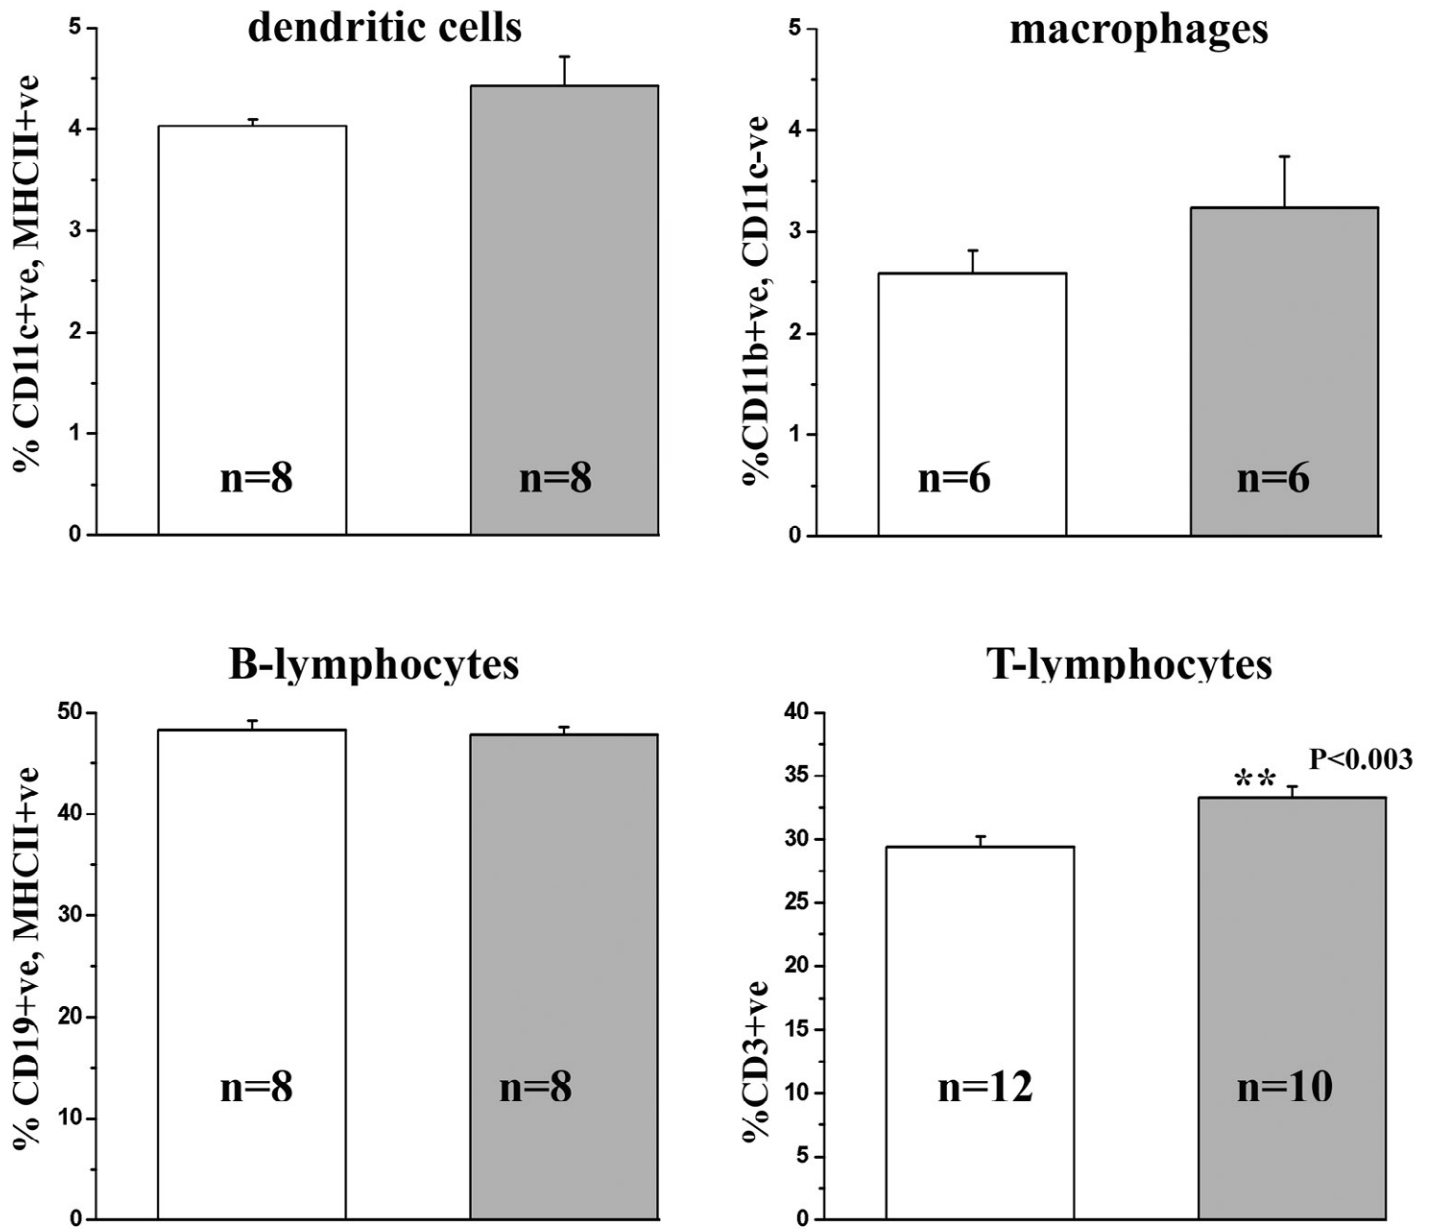 dendritic cells
% CD11c+ve, MHCII+ve
5
4
3
2
1
0
n=8
n=8
macrophages
%CD11b+ve, CD11c-ve
5
4
3
2
1
0
n=6
n=6
B-lymphocytes
% CD19+ve, MHCII+ve
50
40
30
20
10
0
n=8
n=8
T-lymphocytes
%CD3+ve
40
35
30
25
20
15
10
5
0
** P<0.003
n=12
n=10